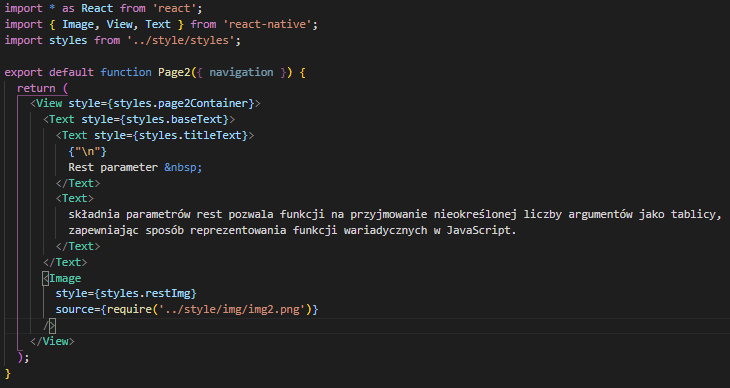 import * as React from 'react';
import { Image, View, Text } from 'react-native';
import styles from '../style/styles';
export default function Page2({ navigation }) {
return (
<View style={styles.page2Container}>
<Text style={styles.baseText}>
<Text style={styles.titleText}>
{"\n"}
Rest parameter &nbsp;
</Text>
<Text>
składnia parametrów rest pozwala funkcji na przyjmowanie nieokreślonej liczby argumentów jako tablicy,
zapewniając sposób reprezentowania funkcji wariadycznych w JavaScript.
</Text>
</Text>
<Image
style={styles.restImg}
source={require('../style/img/img2.png')}
/>
</View>
);
}